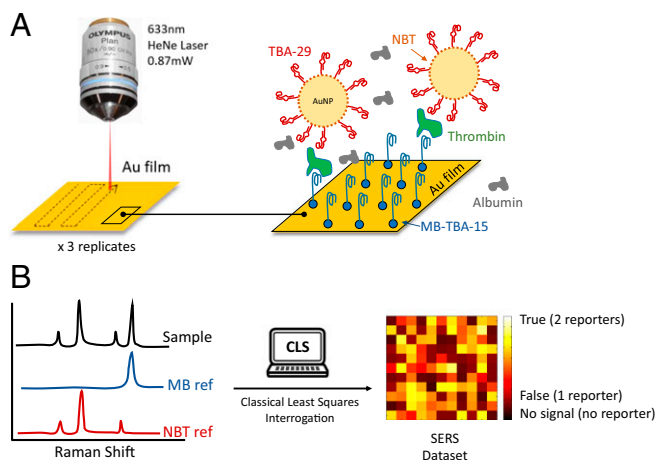 A
633nm
HeNe Laser
0.87mW
OLYMPUS
Plan
Au film
x 3 replicates
TBA-29
NBT
AuNP
Thrombin
Au film
Albumin
MB-TBA-15
B
Sample
MB ref
NBT ref
Raman Shift
CLS
Classical Least Squares
Interrogation
True (2 reporters)
False (1 reporter)
No signal (no reporter)
SERS
Dataset